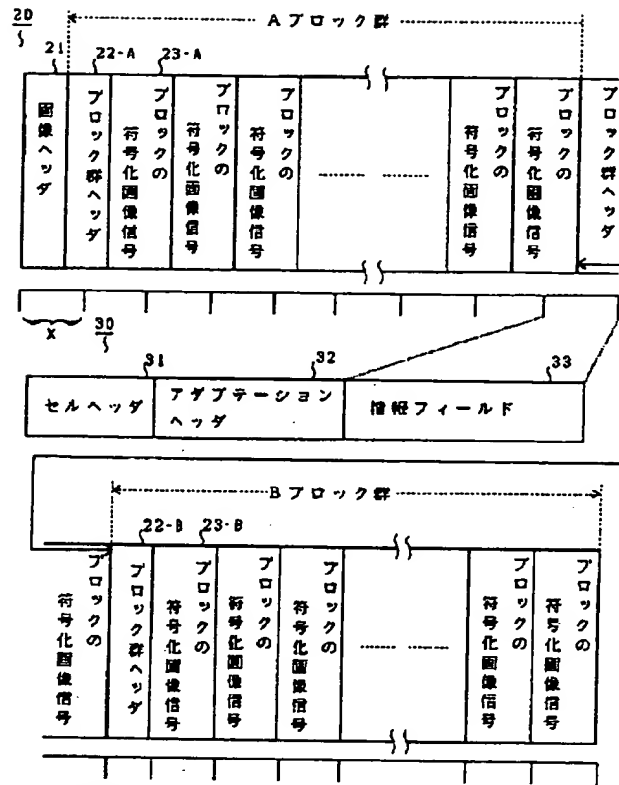 20
Aブロック群
21
22-A
23-A
画像ヘッダ
ブロック群ヘッダ
ブロックの
符号化画像信号
ブロックの
符号化画像信号
ブロックの
符号化画像信号
ブロックの
符号化画像信号
ブロックの
符号化画像信号
ブロック群ヘッダ
X
30
31
32
33
セルヘッダ
アダプテーション
ヘッダ
情報フィールド
Bブロック群
22-B
23-B
ブロックの
符号化画像信号
ブロック群ヘッダ
ブロックの
符号化画像信号
ブロックの
符号化画像信号
ブロックの
符号化画像信号
ブロックの
符号化画像信号
ブロックの
符号化画像信号